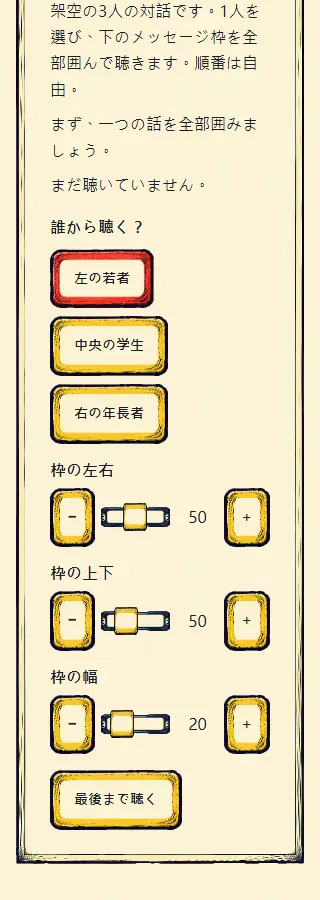 架空の3人の対話です。1人を
選び、下のメッセージ枠を全
部囲んで聴きます。順番は自
由。
まず、一つの話を全部囲みま
しょう。
まだ聴いていません。
誰から聴く？
左の若者
中央の学生
右の年長者
枠の左右
− 50 +
枠の上下
− 50 +
枠の幅
− 20 +
最後まで聴く